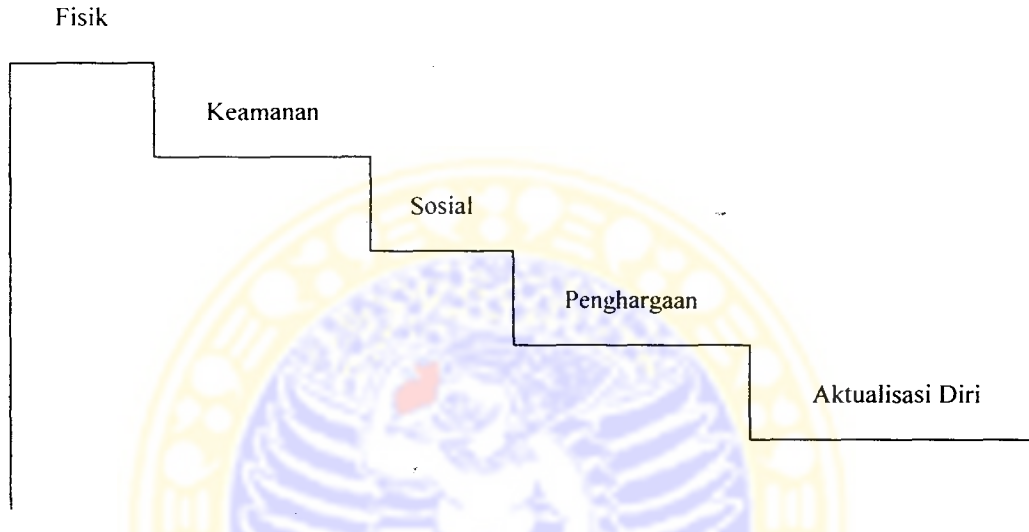 Fisik
Keamanan
Sosial
Penghargaan
Aktualisasi Diri